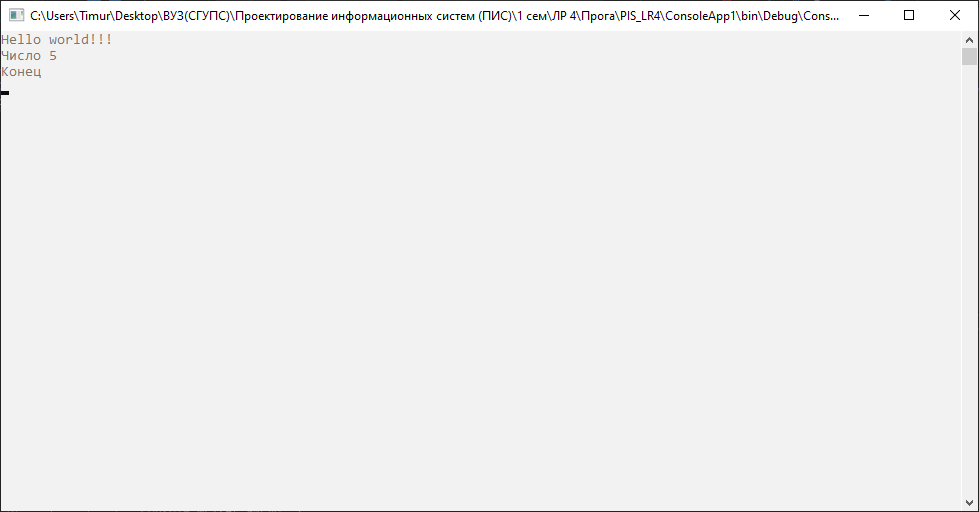 C:\Users\Timur\Desktop\ВУЗ(СГУПС)\Проектирование информационных систем (ПИС)\1 сем\ЛР 4\Прога\PIS_LR4\ConsoleApp1\bin\Debug\Cons...
Hello world!!!
Число 5
Конец